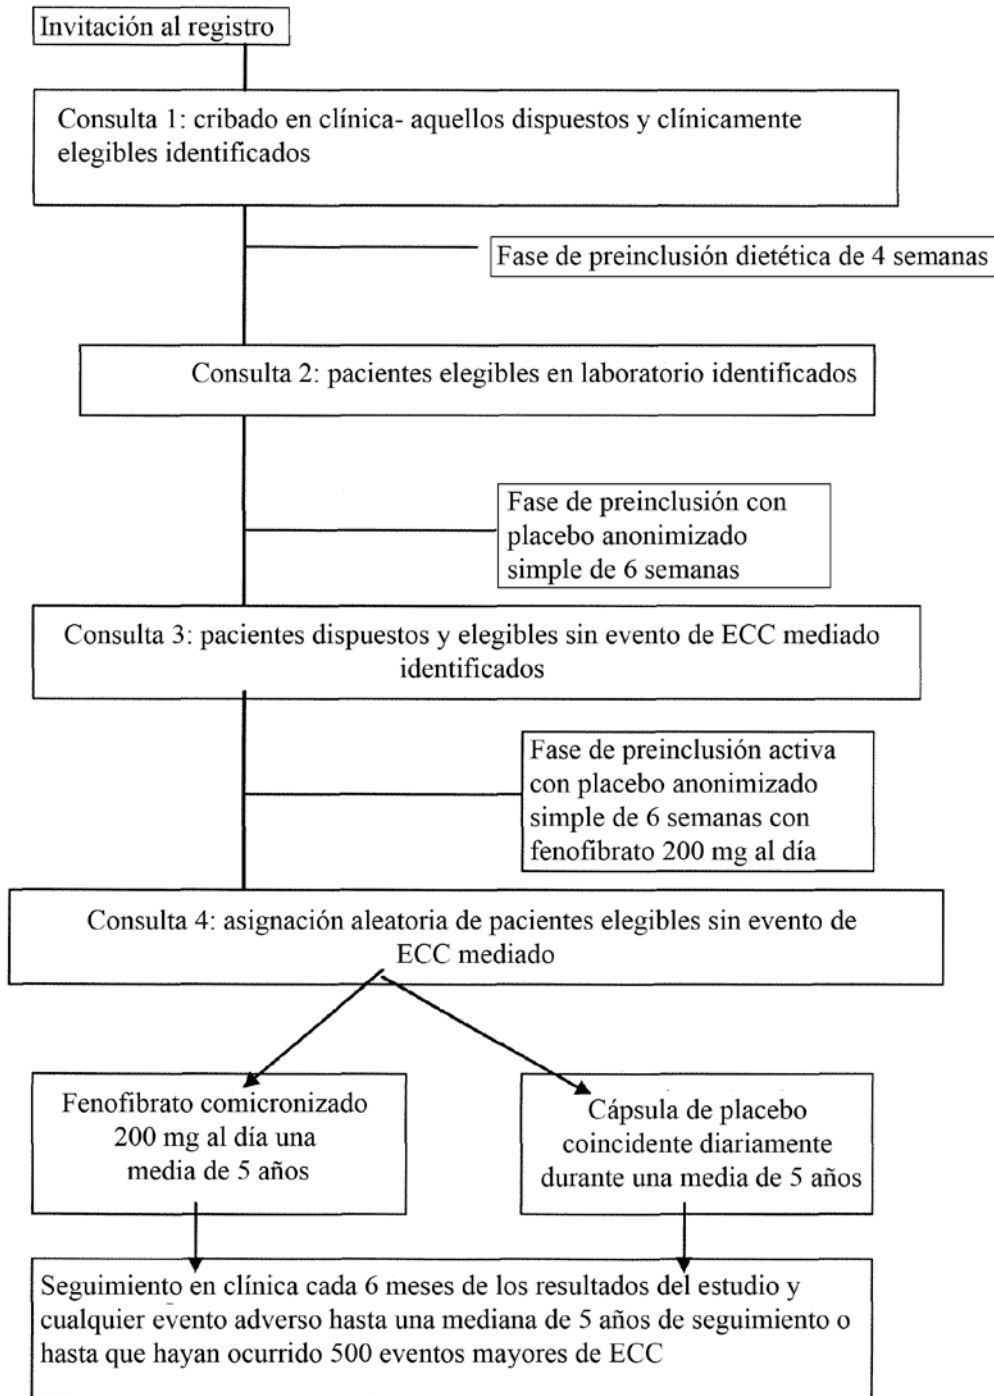 Invitación al registro
Consulta 1: cribado en clínica- aquellos dispuestos y clínicamente
elegibles identificados
Fase de preinclusión dietética de 4 semanas
Consulta 2: pacientes elegibles en laboratorio identificados
Fase de preinclusión con
placebo anonimizado
simple de 6 semanas
Consulta 3: pacientes dispuestos y elegibles sin evento de ECC mediado
identificados
Fase de preinclusión activa
con placebo anonimizado
simple de 6 semanas con
fenofibrato 200 mg al día
Consulta 4: asignación aleatoria de pacientes elegibles sin evento de
ECC mediado
Fenofibrato comicronizado
200 mg al día una
media de 5 años
Cápsula de placebo
coincidente diariamente
durante una media de 5 años
Seguimiento en clínica cada 6 meses de los resultados del estudio y
cualquier evento adverso hasta una mediana de 5 años de seguimiento o
hasta que hayan ocurrido 500 eventos mayores de ECC